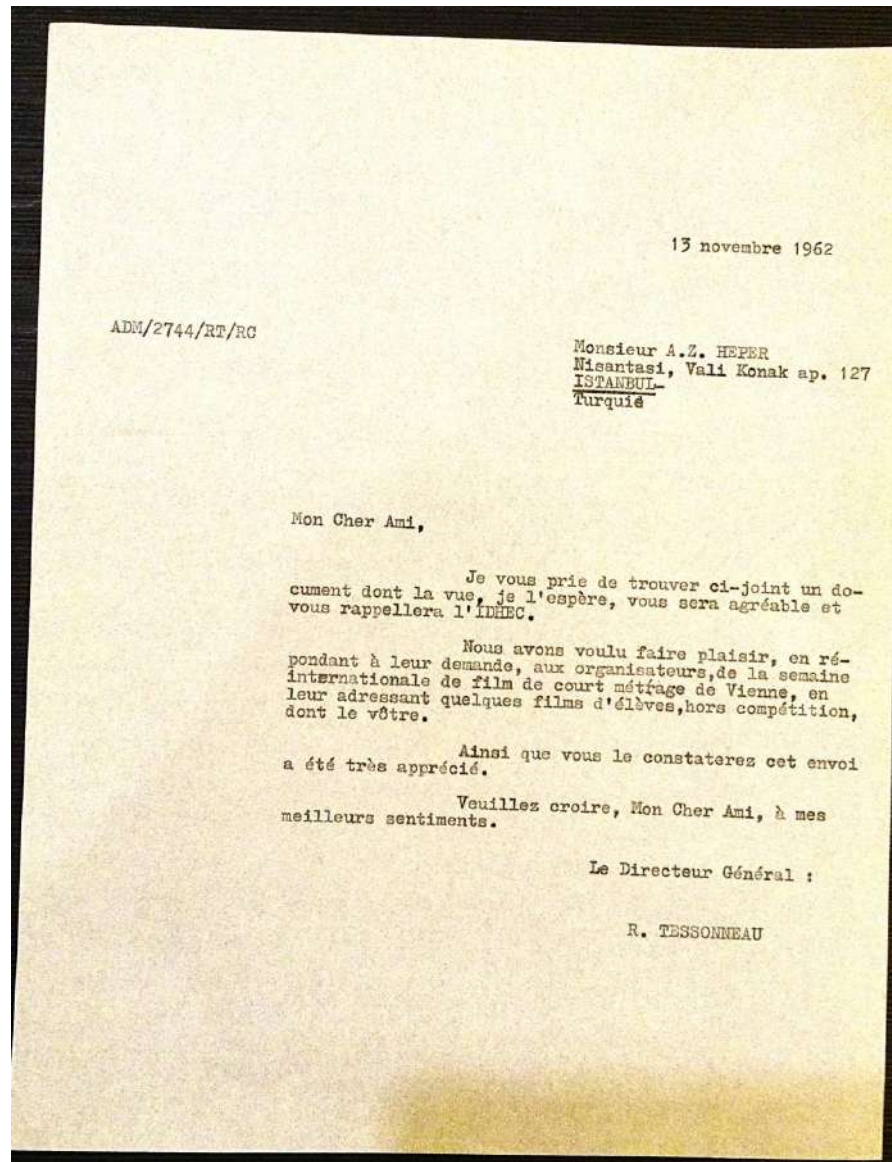 13 novembre 1962
ADM/2744/RT/RC
Monsieur A.Z. HEPER
Nisantasi, Vali Konak ap. 127
ISTANBUL-
Turquie
Mon Cher Ami,
Je vous prie de trouver ci-joint un do-
cument dont la vue, je l'espère, vous sera agréable et
vous rappellera l'IDHEC.
Nous avons voulu faire plaisir, en ré-
pondant à leur demande, aux organisateurs,de la semaine
internationale de film de court métrage de Vienne, en
leur adressant quelques films d'élèves,hors compétition,
dont le vôtre.
Ainsi que vous le constaterez cet envoi
a été très apprécié.
Veuillez croire, Mon Cher Ami, à mes
meilleurs sentiments.
Le Directeur Général :
R. TESSONNEAU